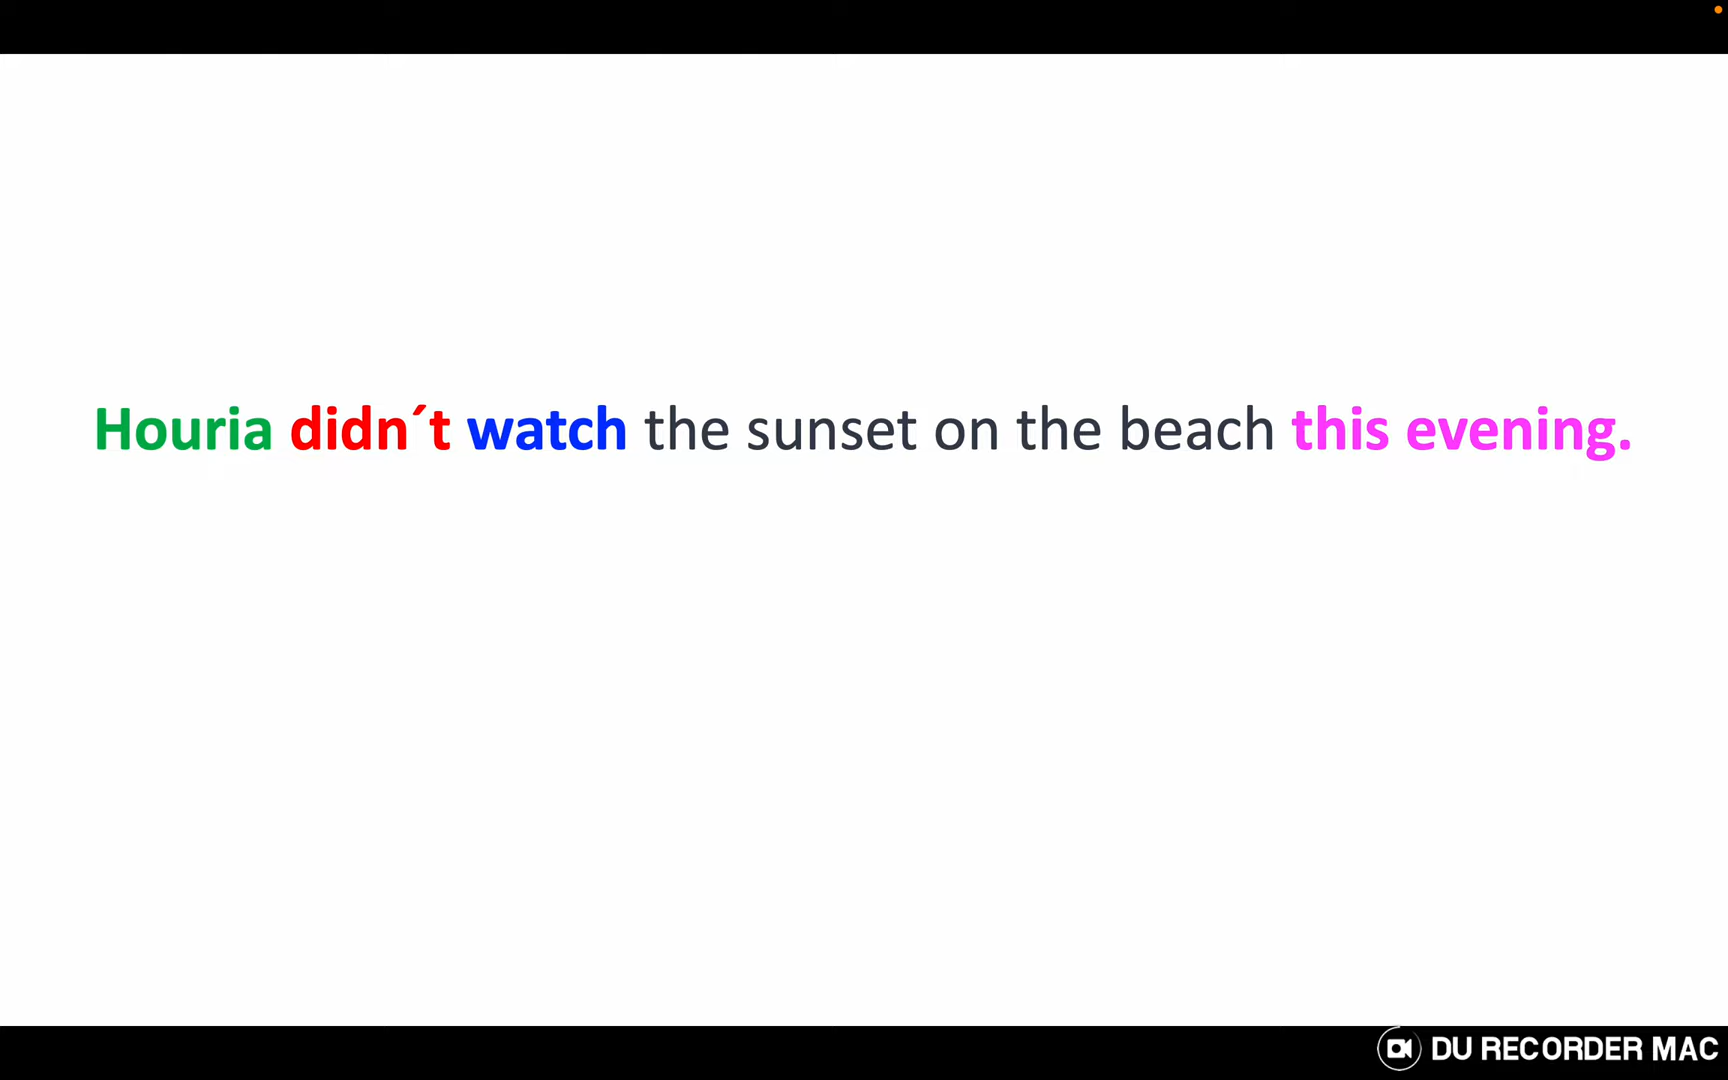 Houria didn´t watch the sunset on the beach this evening.
DU RECORDER MAC